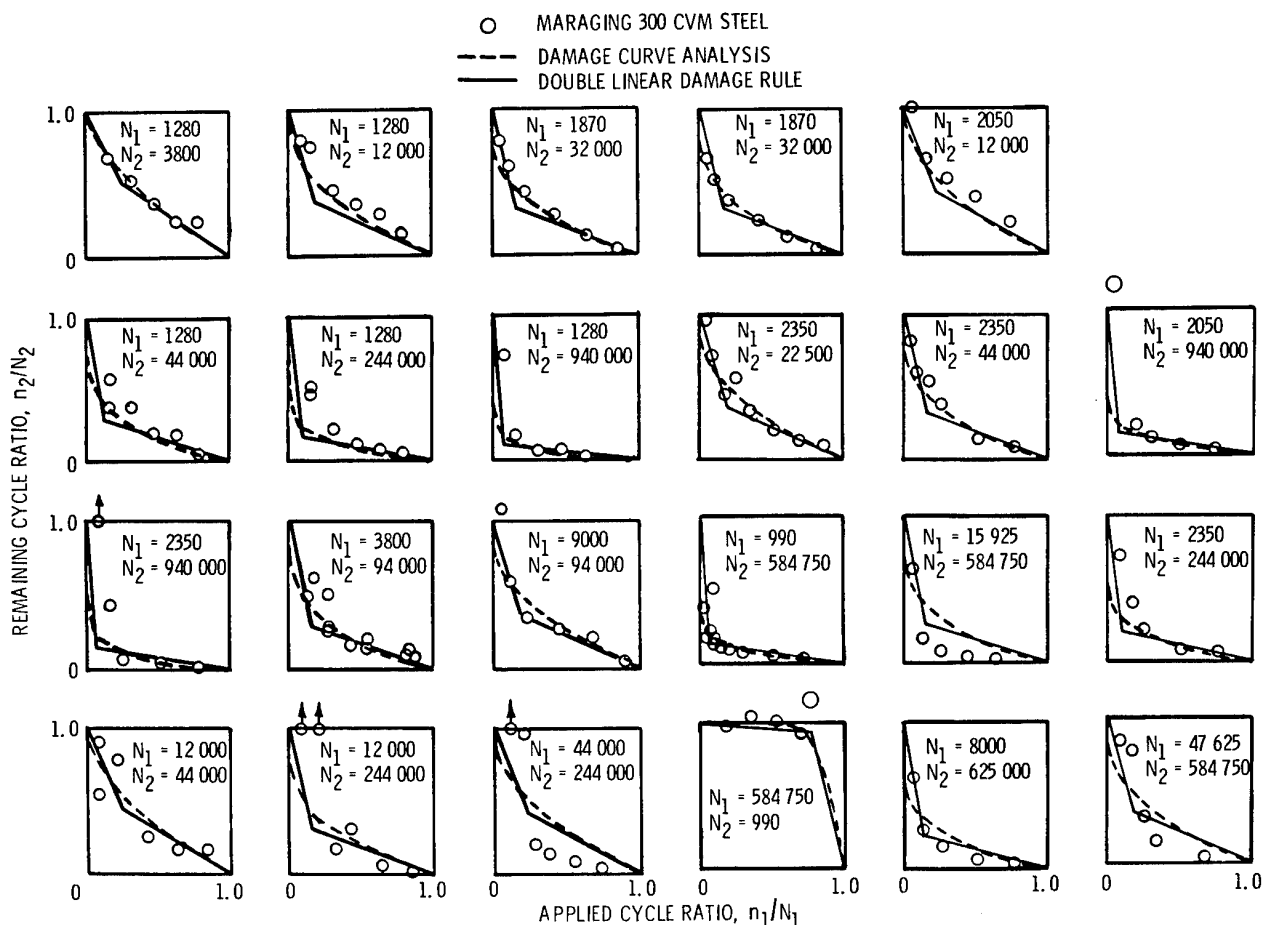 MARAGING 300 CVM STEEL
DAMAGE CURVE ANALYSIS
DOUBLE LINEAR DAMAGE RULE
1.0
N1 = 1280
N2 = 3800
N1 = 1280
N2 = 12 000
N1 = 1870
N2 = 32 000
N1 = 1870
N2 = 32 000
N1 = 2050
N2 = 12 000
0
1.0
N1 = 1280
N2 = 44 000
N1 = 1280
N2 = 244 000
N1 = 1280
N2 = 940 000
N1 = 2350
N2 = 22 500
N1 = 2350
N2 = 44 000
N1 = 2050
N2 = 940 000
0
REMAINING CYCLE RATIO, n2/N2
1.0
N1 = 2350
N2 = 940 000
N1 = 3800
N2 = 94 000
N1 = 9000
N2 = 94 000
N1 = 990
N2 = 584 750
N1 = 15 925
N2 = 584 750
N1 = 2350
N2 = 244 000
0
1.0
N1 = 12 000
N2 = 44 000
N1 = 12 000
N2 = 244 000
N1 = 44 000
N2 = 244 000
N1 = 584 750
N2 = 990
N1 = 8000
N2 = 625 000
N1 = 47 625
N2 = 584 750
0 1.0 0 1.0 0 1.0 0 1.0 0 1.0 0 1.0
APPLIED CYCLE RATIO, n1/N1